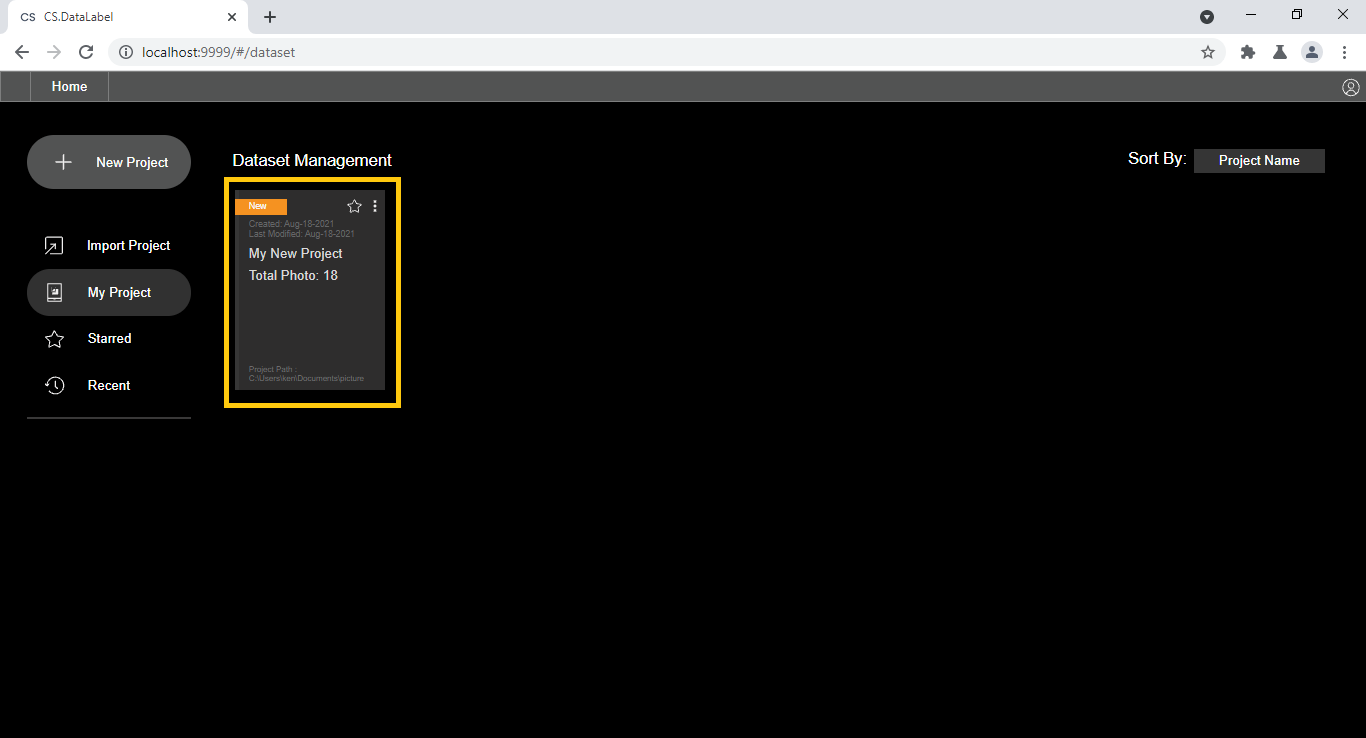 CS CS.DataLabel
localhost:9999/#/dataset
Home
New Project
Import Project
My Project
Starred
Recent
Dataset Management
Sort By: Project Name
New
Created: Aug-18-2021
Last Modified: Aug-18-2021
My New Project
Total Photo: 18
Project Path :
C:\Users\ken\Documents\picture